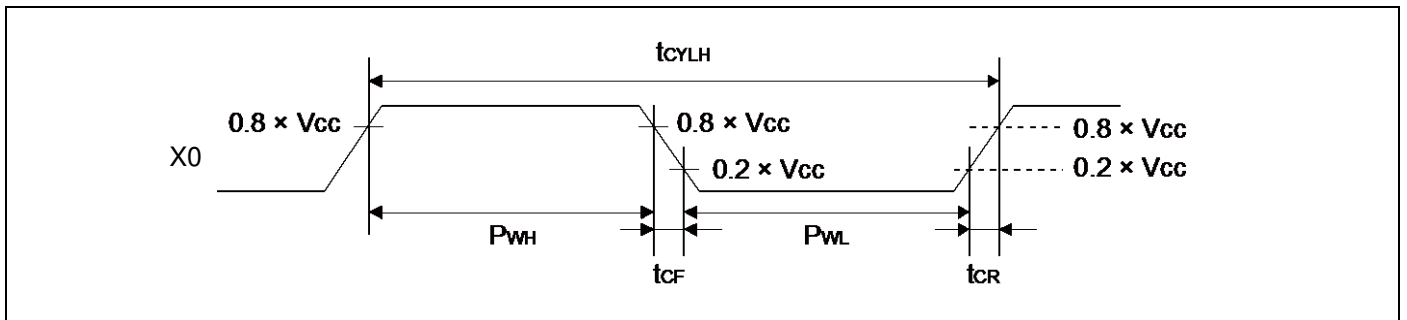 tCYLH
0.8 × Vcc
0.8 × Vcc
0.8 × Vcc
X0
0.2 × Vcc
0.2 × Vcc
PWH
PWL
tCF
tCR